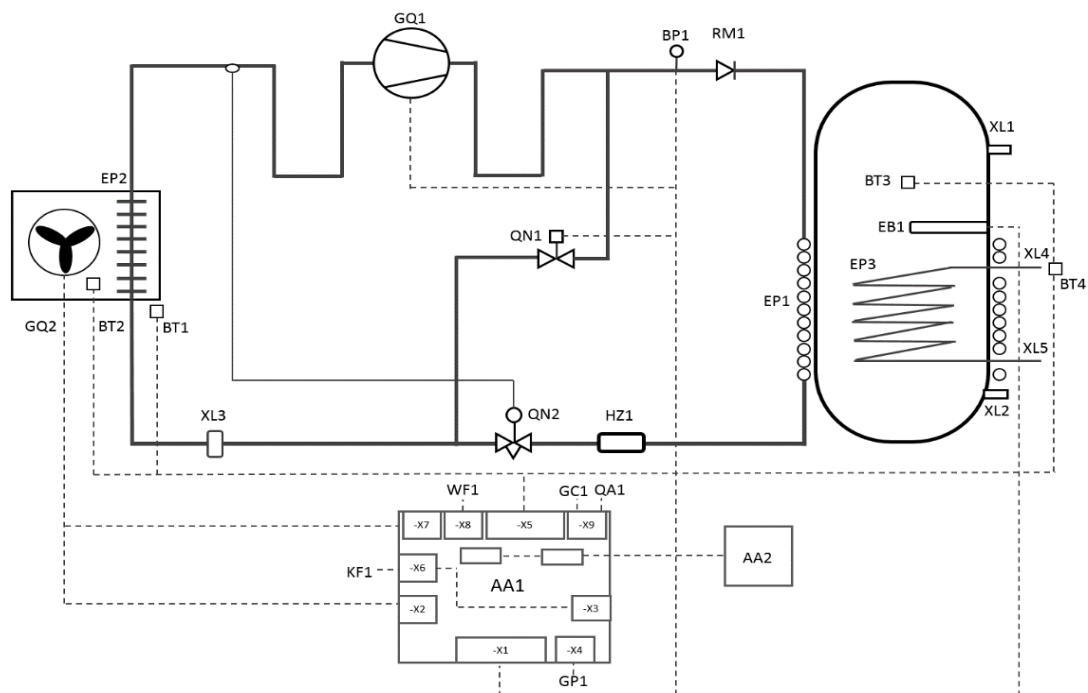 GQ1
BP1
RM1
XL1
BT3
EP2
EB1
QN1
EP3
XL4
BT4
EP1
GQ2
BT2
BT1
XL5
XL3
QN2
HZ1
XL2
WF1
GC1
QA1
-X7
-X8
-X5
-X9
KF1
-X6
AA1
AA2
-X2
-X3
-X1
-X4
GP1